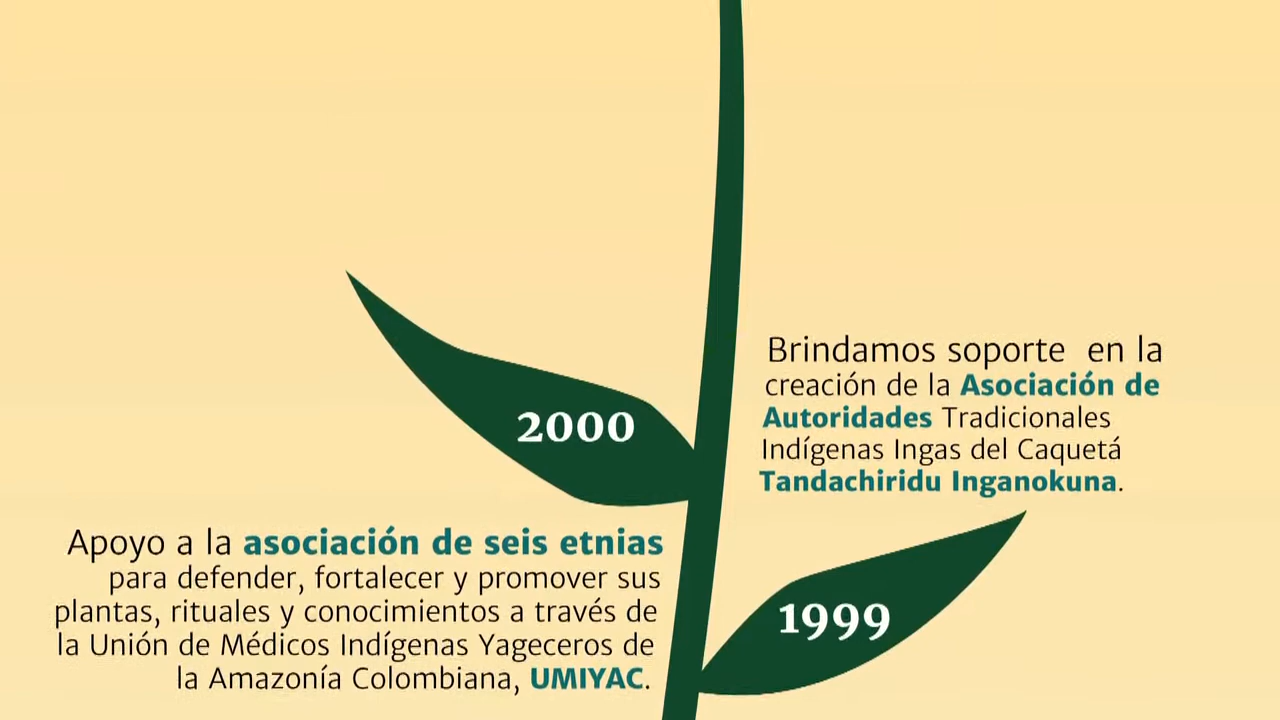 Brindamos soporte en la
creación de la Asociación de
Autoridades Tradicionales
Indígenas Ingas del Caquetá
Tandachiridu Inganokuna.
2000
Apoyo a la asociación de seis etnias
para defender, fortalecer y promover sus
plantas, rituales y conocimientos a través de
la Unión de Médicos Indígenas Yageceros de
la Amazonía Colombiana, UMIYAC.
1999